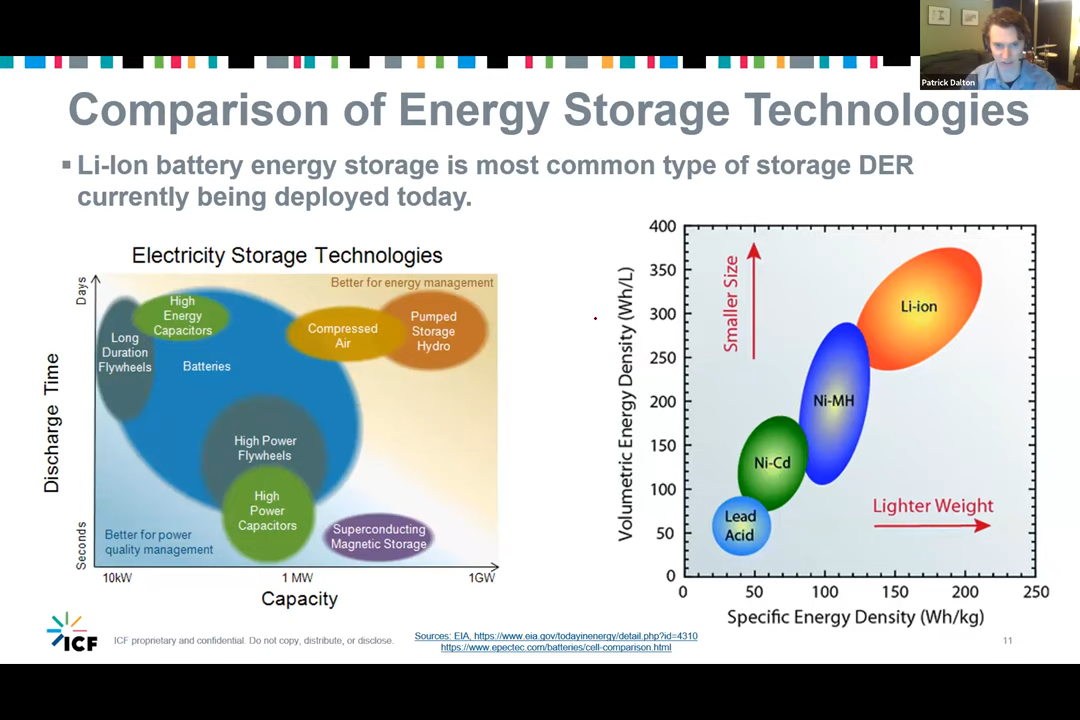 Patrick Dalton
Comparison of Energy Storage Technologies
▪ Li-Ion battery energy storage is most common type of storage DER
currently being deployed today.
Electricity Storage Technologies
Discharge Time
Days
Seconds
Better for energy management
High
Energy
Capacitors
Long
Duration
Flywheels
Batteries
Compressed
Air
Pumped
Storage
Hydro
High Power
Flywheels
High
Power
Capacitors
Superconducting
Magnetic Storage
Better for power
quality management
10kW
1 MW
1GW
Capacity
Volumetric Energy Density (Wh/L)
400
350
300
250
200
150
100
50
0
Smaller Size
Li-ion
Ni-MH
Ni-Cd
Lead
Acid
Lighter Weight
0
50
100
150
200
250
Specific Energy Density (Wh/kg)
ICF
ICF proprietary and confidential. Do not copy, distribute, or disclose.
Sources: EIA, https://www.eia.gov/todayinenergy/detail.php?id=4310
https://www.epectec.com/batteries/cell-comparison.html
11